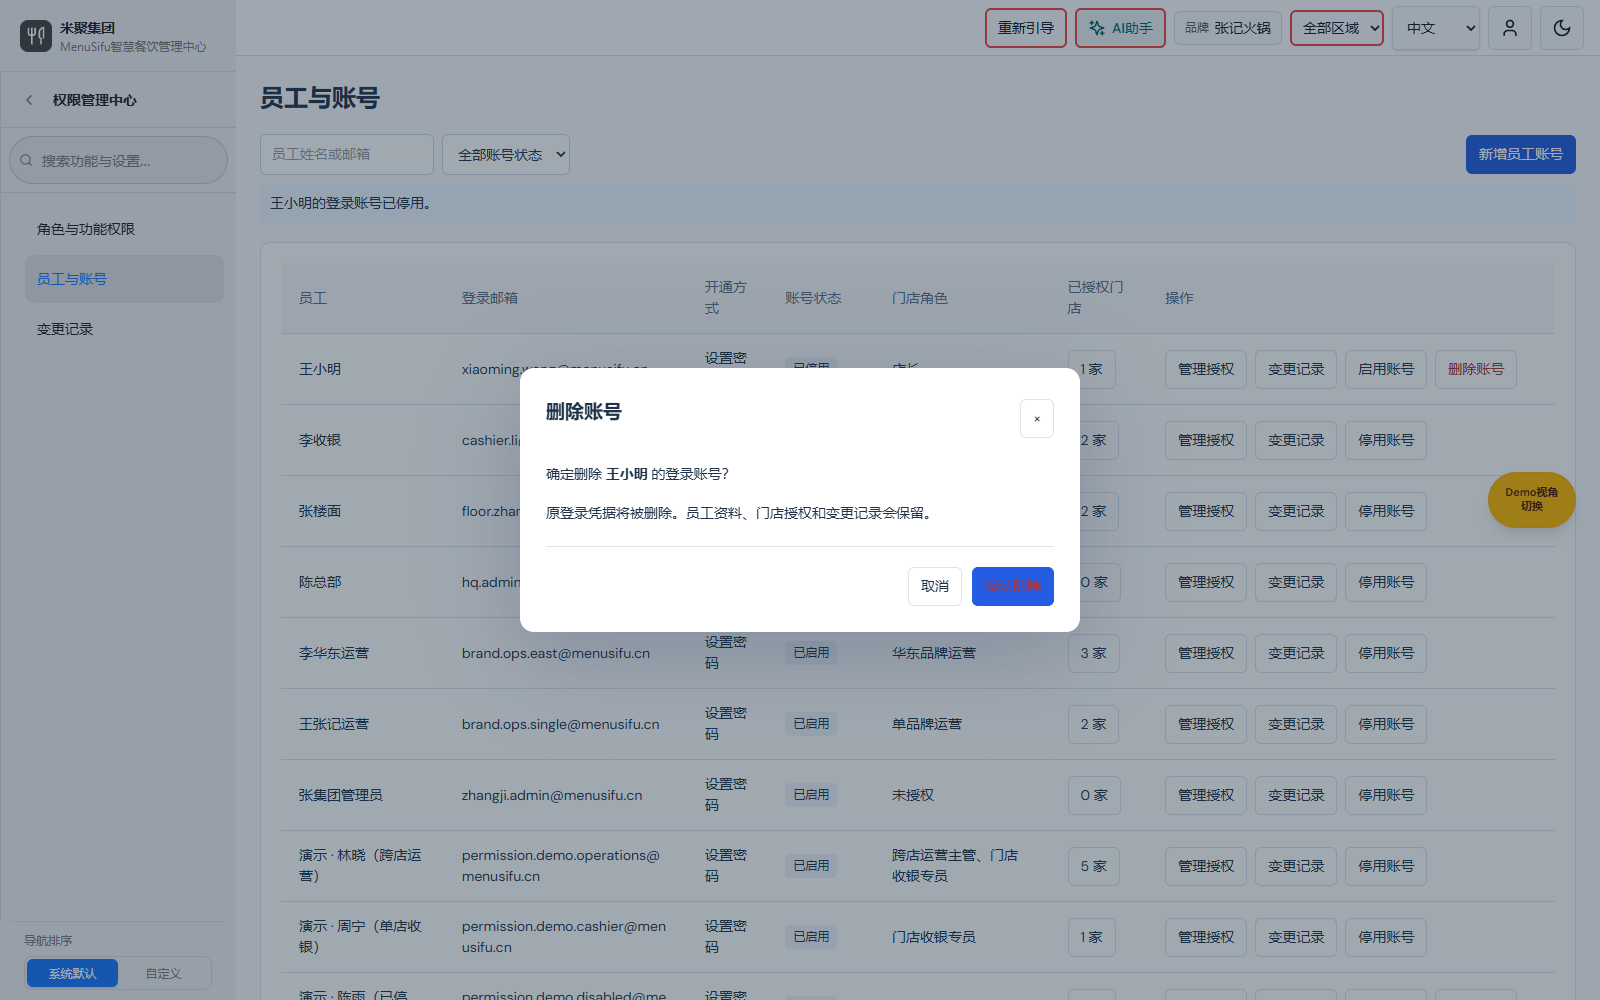 米聚集团
MenuSifu智慧餐饮管理中心
重新引导
AI助手
品牌 张记火锅
全部区域
中文
权限管理中心
搜索功能与设置...
角色与功能权限
员工与账号
变更记录
导航排序
系统默认
自定义
员工与账号
员工姓名或邮箱
全部账号状态
新增员工账号
王小明的登录账号已停用。
员工
登录邮箱
开通方式
账号状态
门店角色
已授权门店
操作
王小明
设置密
1 家
管理授权
变更记录
启用账号
删除账号
李收银
2 家
管理授权
变更记录
停用账号
张楼面
2 家
管理授权
变更记录
停用账号
陈总部
hq.admin
0 家
管理授权
变更记录
停用账号
李华东运营
brand.ops.east@menusifu.cn
设置密码
已启用
华东品牌运营
3 家
管理授权
变更记录
停用账号
王张记运营
brand.ops.single@menusifu.cn
设置密码
已启用
单品牌运营
2 家
管理授权
变更记录
停用账号
张集团管理员
zhangji.admin@menusifu.cn
设置密码
已启用
未授权
0 家
管理授权
变更记录
停用账号
演示 · 林晓（跨店运营）
permission.demo.operations@menusifu.cn
设置密码
已启用
跨店运营主管、门店收银专员
5 家
管理授权
变更记录
停用账号
演示 · 周宁（单店收银）
permission.demo.cashier@menusifu.cn
设置密码
已启用
门店收银专员
1 家
管理授权
变更记录
停用账号
演示 · 陈雨（已停
permission.demo.disabled@me
设置密
Demo视角
切换
删除账号
×
确定删除 王小明 的登录账号？
原登录凭据将被删除。员工资料、门店授权和变更记录会保留。
取消
确认删除